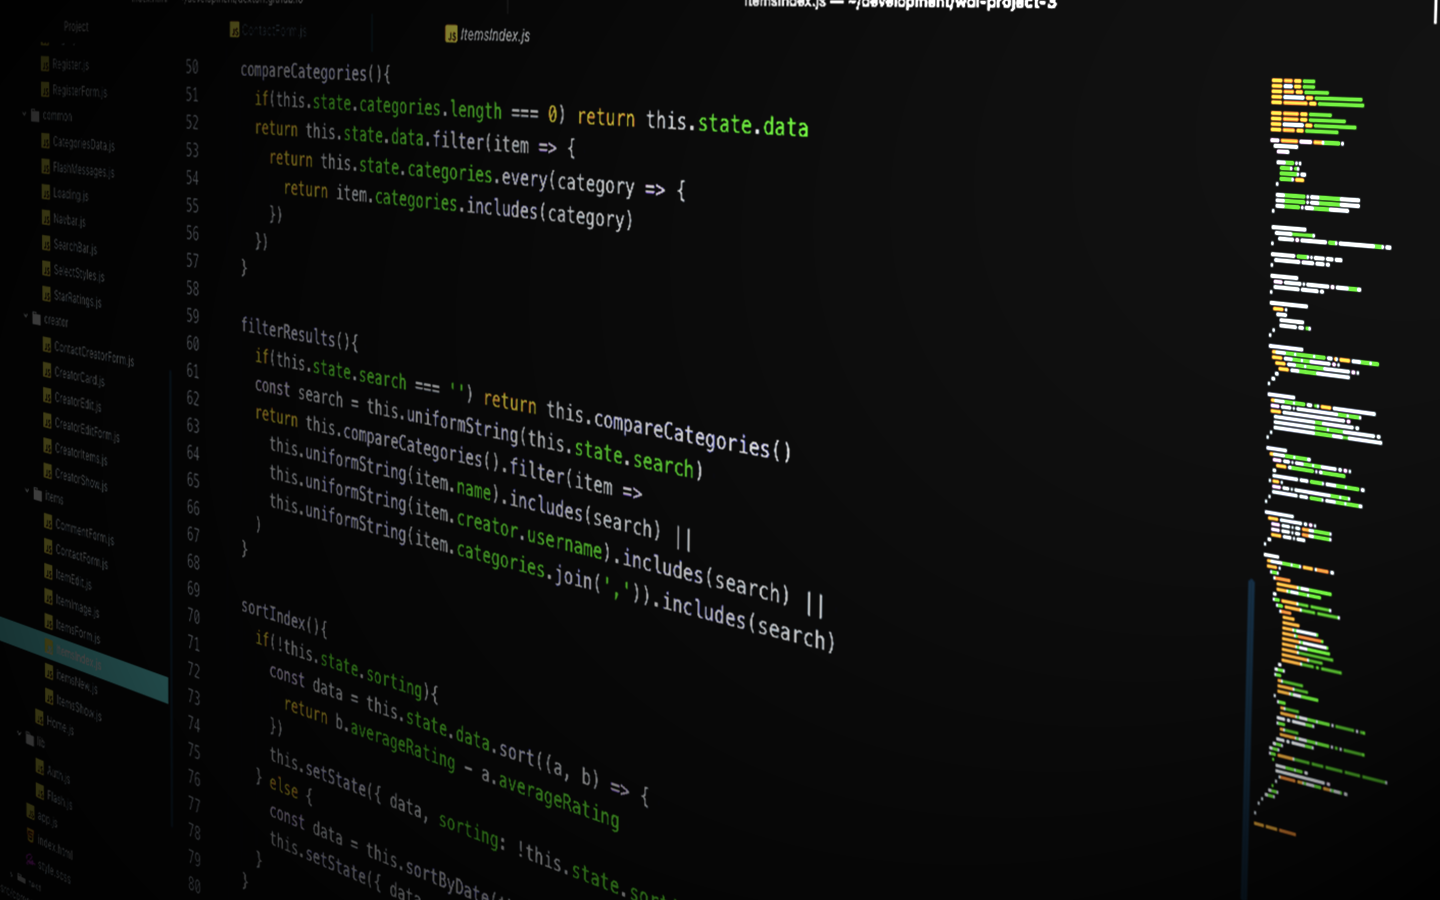 ItemsIndex.js — ~/development/wdi-project-3
Project
ContactForm.js
ItemsIndex.js
Register.js
RegisterForm.js
common
CategoriesData.js
FlashMessages.js
Loading.js
Navbar.js
SearchBar.js
SelectStyles.js
StarRatings.js
creator
ContactCreatorForm.js
CreatorCard.js
CreatorEdit.js
CreatorEditForm.js
CreatorItems.js
CreatorShow.js
items
CommentForm.js
ContactForm.js
ItemEdit.js
ItemImage.js
ItemsForm.js
ItemsIndex.js
ItemsNew.js
ItemsShow.js
Home.js
lib
Auth.js
Flash.js
app.js
index.html
style.scss
50 compareCategories(){
51 if(this.state.categories.length === 0) return this.state.data
52 return this.state.data.filter(item => {
53 return this.state.categories.every(category => {
54 return item.categories.includes(category)
55 })
56 })
57 }
58
59 filterResults(){
60 if(this.state.search === '') return this.compareCategories()
61 const search = this.uniformString(this.state.search)
62 return this.compareCategories().filter(item =>
63 this.uniformString(item.name).includes(search) ||
64 this.uniformString(item.creator.username).includes(search) ||
65 this.uniformString(item.categories.join(',')).includes(search)
66 )
67 }
68
69 sortIndex(){
70 if(!this.state.sorting){
71 const data = this.state.data.sort((a, b) => {
72 return b.averageRating - a.averageRating
73 })
74 this.setState({ data, sorting: !this.state.sort
75 } else {
76 const data = this.sortByDate(
77 this.setState({ data
78 }
79 }
80